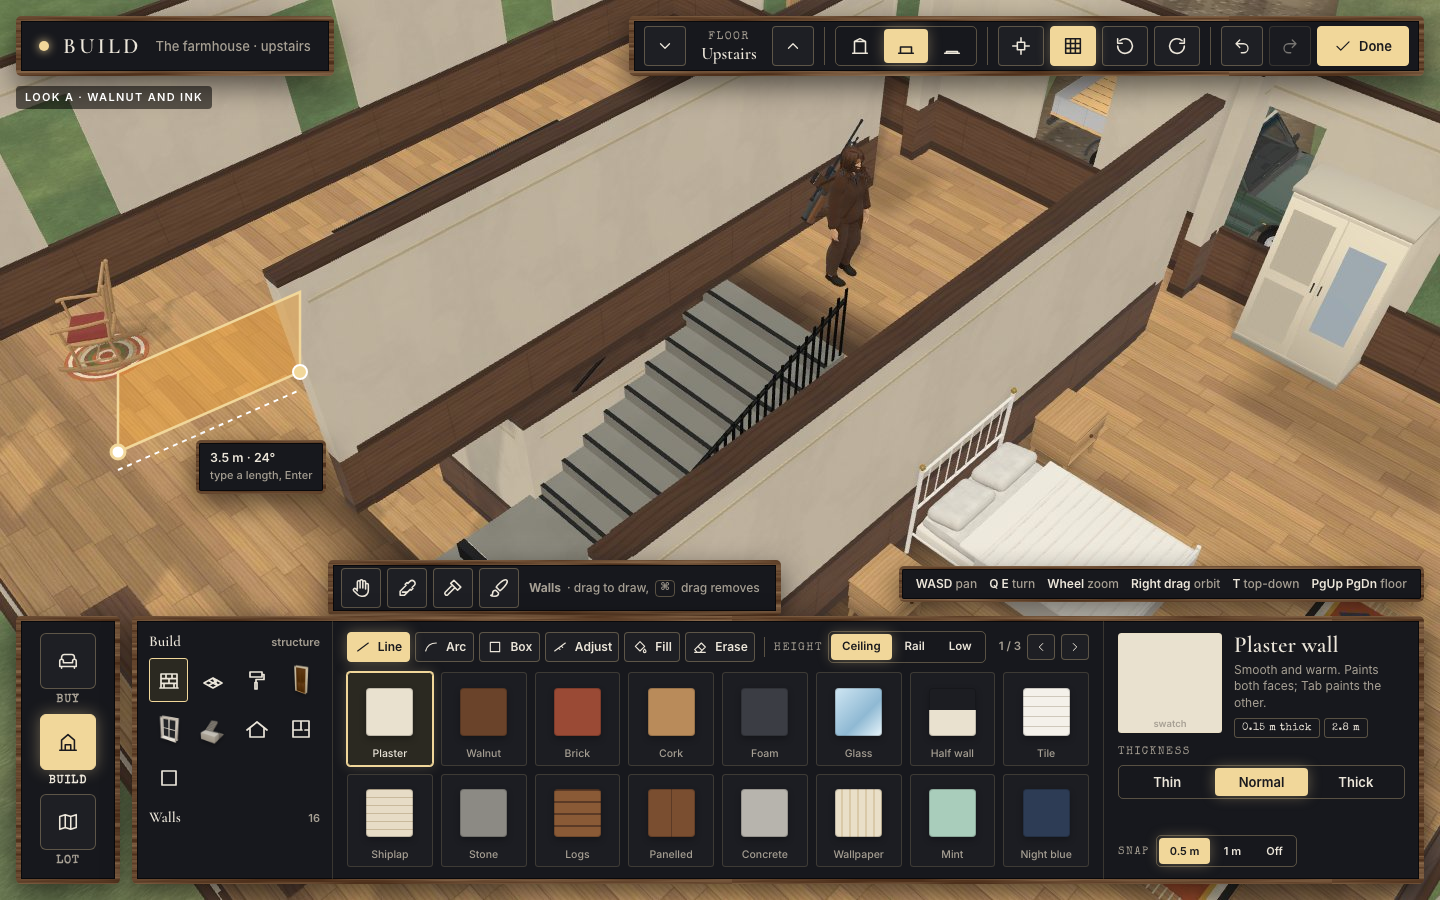 BUILD The farmhouse · upstairs
FLOOR
Upstairs
Done
LOOK A · WALNUT AND INK
3.5 m · 24°
type a length, Enter
Walls · drag to draw, ⌘ drag removes
WASD pan Q E turn Wheel zoom Right drag orbit T top-down PgUp PgDn floor
BUY
BUILD
LOT
Build structure
Walls 16
Line Arc Box Adjust Fill Erase HEIGHT Ceiling Rail Low 1 / 3
Plaster Walnut Brick Cork Foam Glass Half wall Tile
Shiplap Stone Logs Panelled Concrete Wallpaper Mint Night blue
swatch
Plaster wall
Smooth and warm. Paints
both faces; Tab paints the
other.
0.15 m thick 2.8 m
THICKNESS
Thin Normal Thick
SNAP 0.5 m 1 m Off